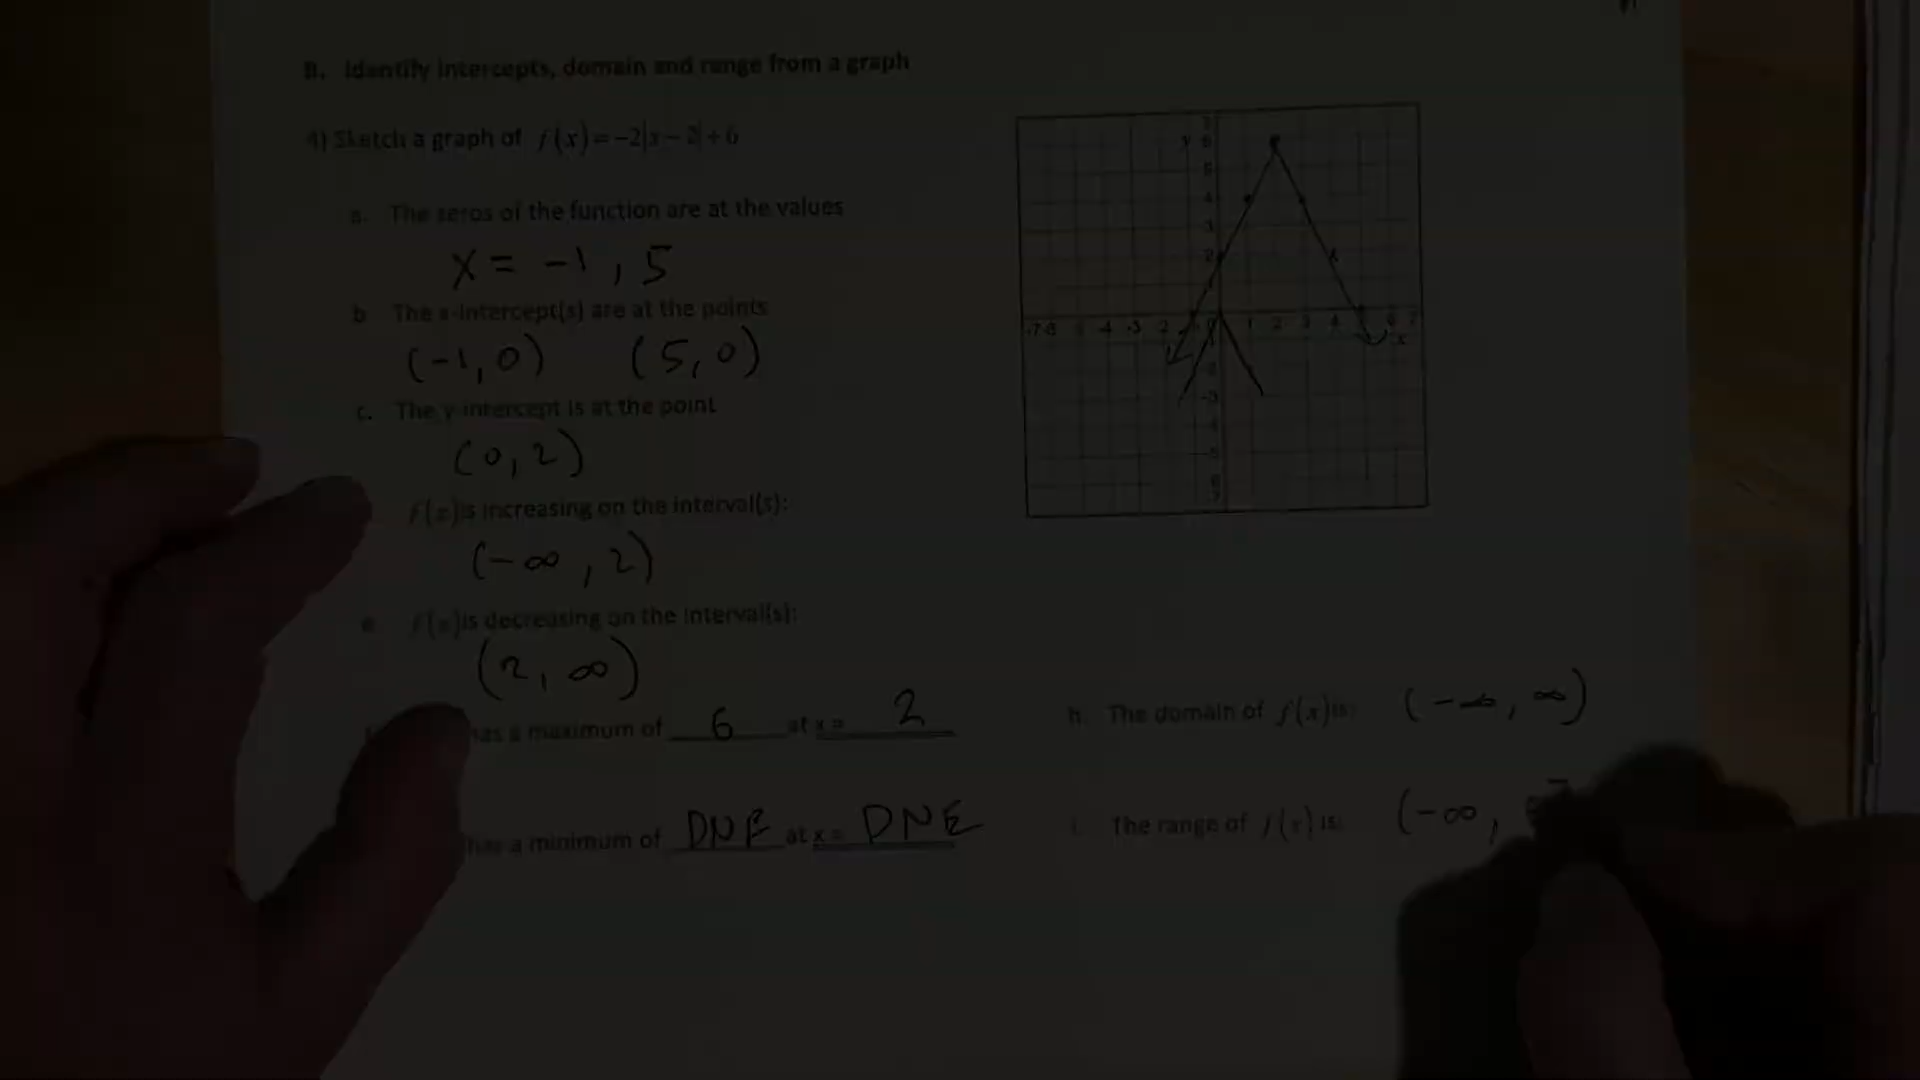 B. Identify intercepts, domain and range from a graph
4) Sketch a graph of f(x)=-2|x-2|+6
a. The zeros of the function are at the values
x = -1, 5
b. The x-intercept(s) are at the points
(-1,0) (5,0)
c. The y-intercept is at the point
(0,2)
f(x) is increasing on the interval(s):
(-∞, 2)
e. f(x) is decreasing on the interval(s):
(2, ∞)
has a maximum of 6 at x = 2
h. The domain of f(x) is: (-∞, ∞)
has a minimum of DNE at x = DNE
i. The range of f(x) is: (-∞,